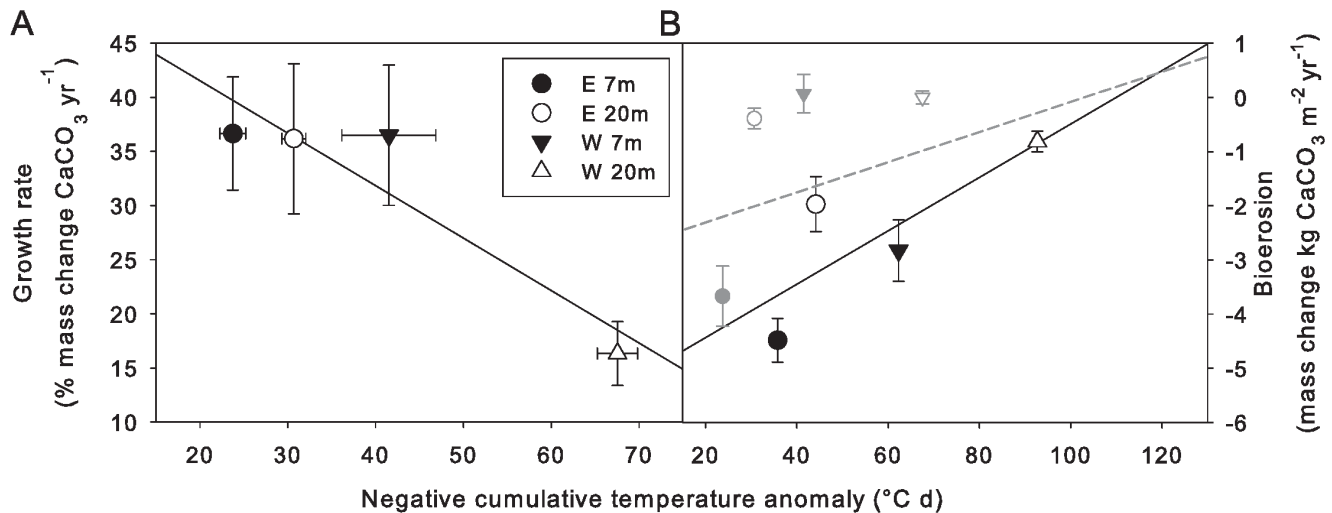 A
B
45
40
35
30
25
20
15
10
Growth rate
(% mass change CaCO3 yr-1)
E 7m
E 20m
W 7m
W 20m
1
0
-1
-2
-3
-4
-5
-6
Bioerosion
(mass change kg CaCO3 m-2 yr-1)
20 30 40 50 60 70
20 40 60 80 100 120
Negative cumulative temperature anomaly (°C d)